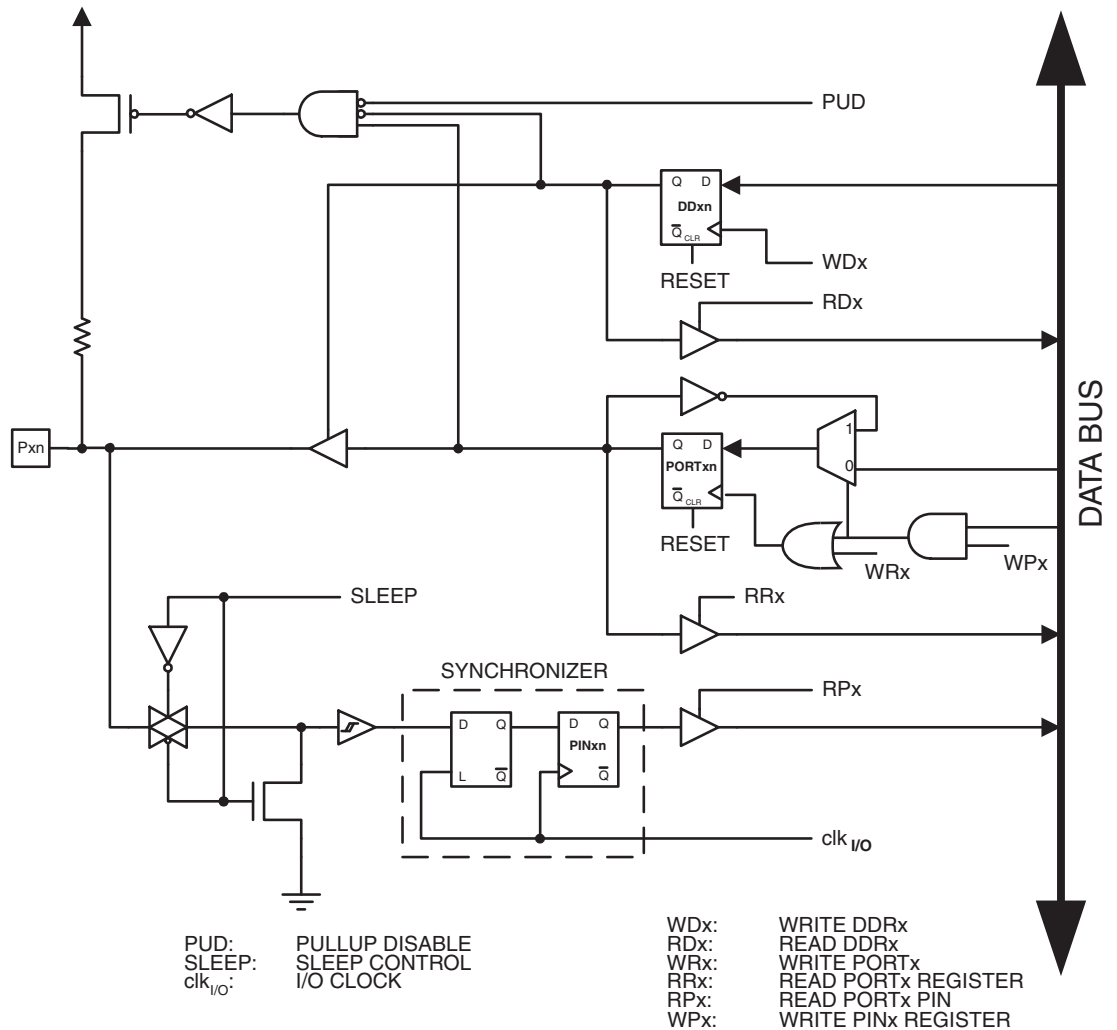 PUD
Q D
DDxn
Q CLR
WDx
RESET
RDx
Pxn
1
Q D
PORTxn
0
Q CLR
RESET
WRx
WPx
DATA BUS
SLEEP
RRx
SYNCHRONIZER
RPx
D Q
D Q
PINxn
L Q
Q
clk I/O
PUD: PULLUP DISABLE
SLEEP: SLEEP CONTROL
clkI/O: I/O CLOCK
WDx: WRITE DDRx
RDx: READ DDRx
WRx: WRITE PORTx
RRx: READ PORTx REGISTER
RPx: READ PORTx PIN
WPx: WRITE PINx REGISTER